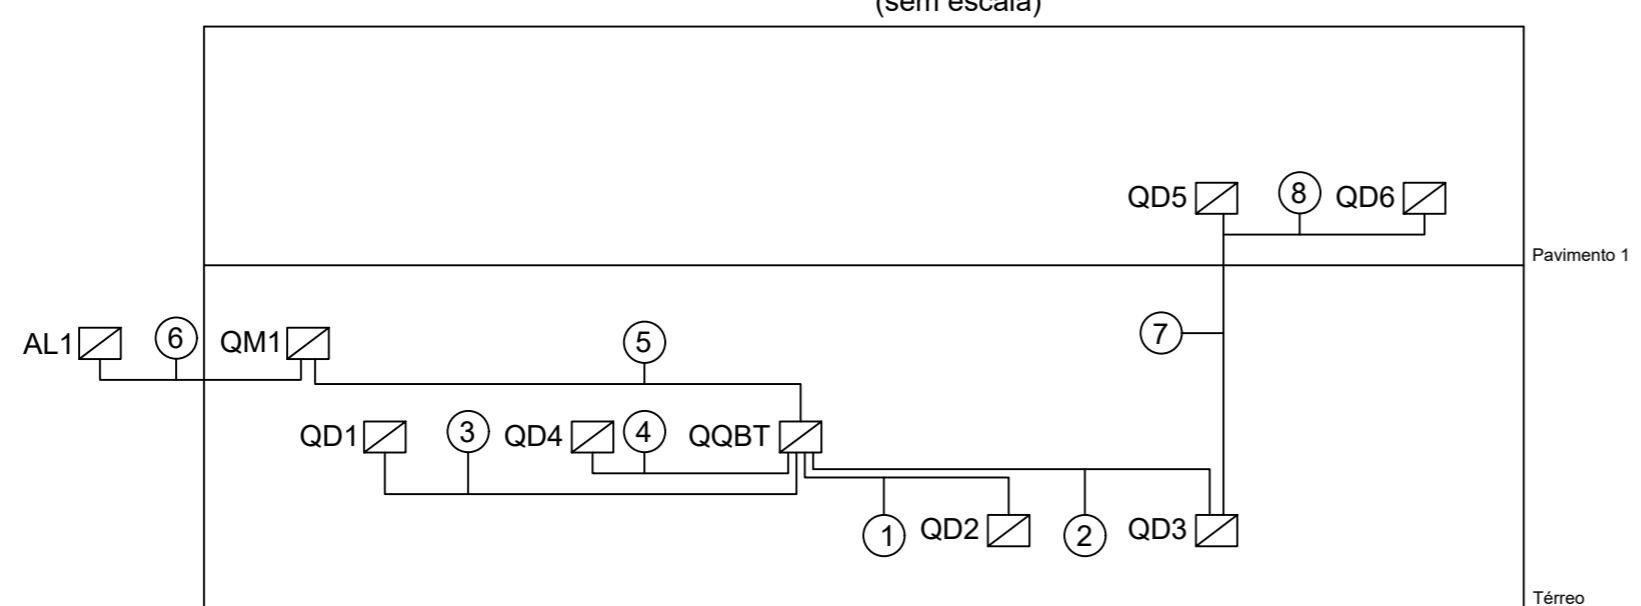 (sem escala)
QD5
8
QD6
Pavimento 1
AL1
6
QM1
5
7
QD1
3
QD4
4
QQBT
1
QD2
2
QD3
Térreo